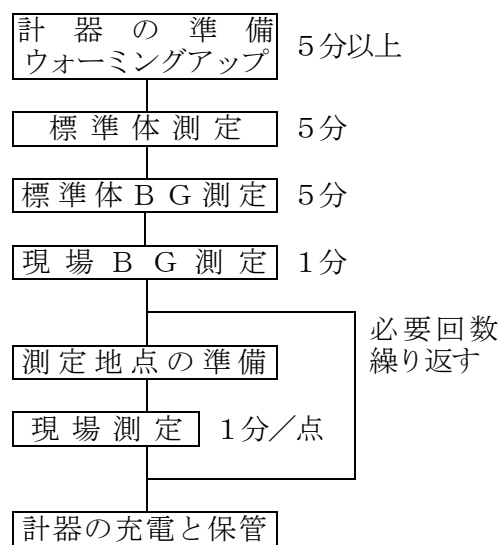 計器の準備
ウォーミングアップ
5分以上
標準体測定
5分
標準体BG測定
5分
現場BG測定
1分
必要回数
繰り返す
測定地点の準備
現場測定
1分／点
計器の充電と保管